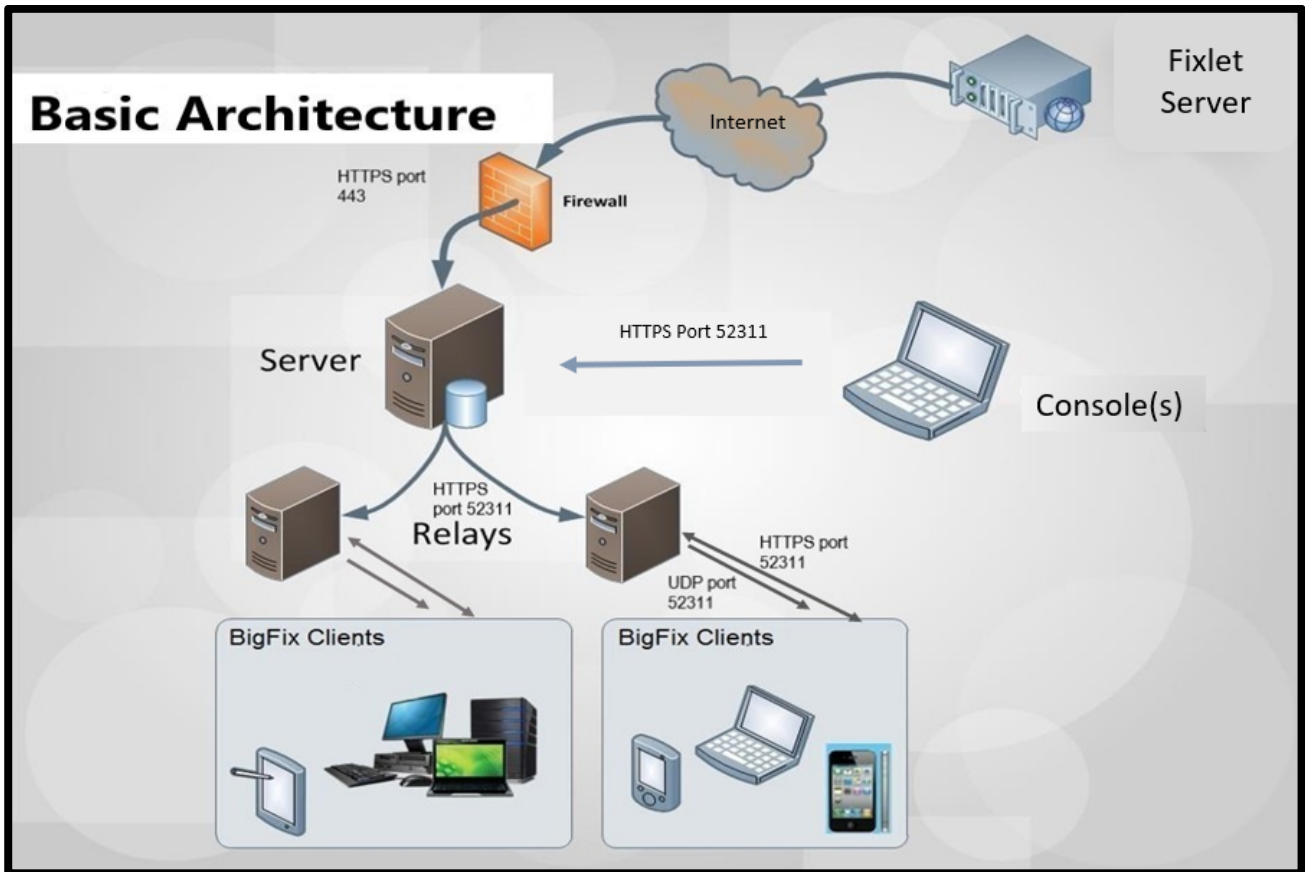 Fixlet
Server
Basic Architecture
Internet
HTTPS port
443
Firewall
HTTPS Port 52311
Server
Console(s)
HTTPS
port 52311
Relays
HTTPS port
52311
UDP port
52311
BigFix Clients
BigFix Clients